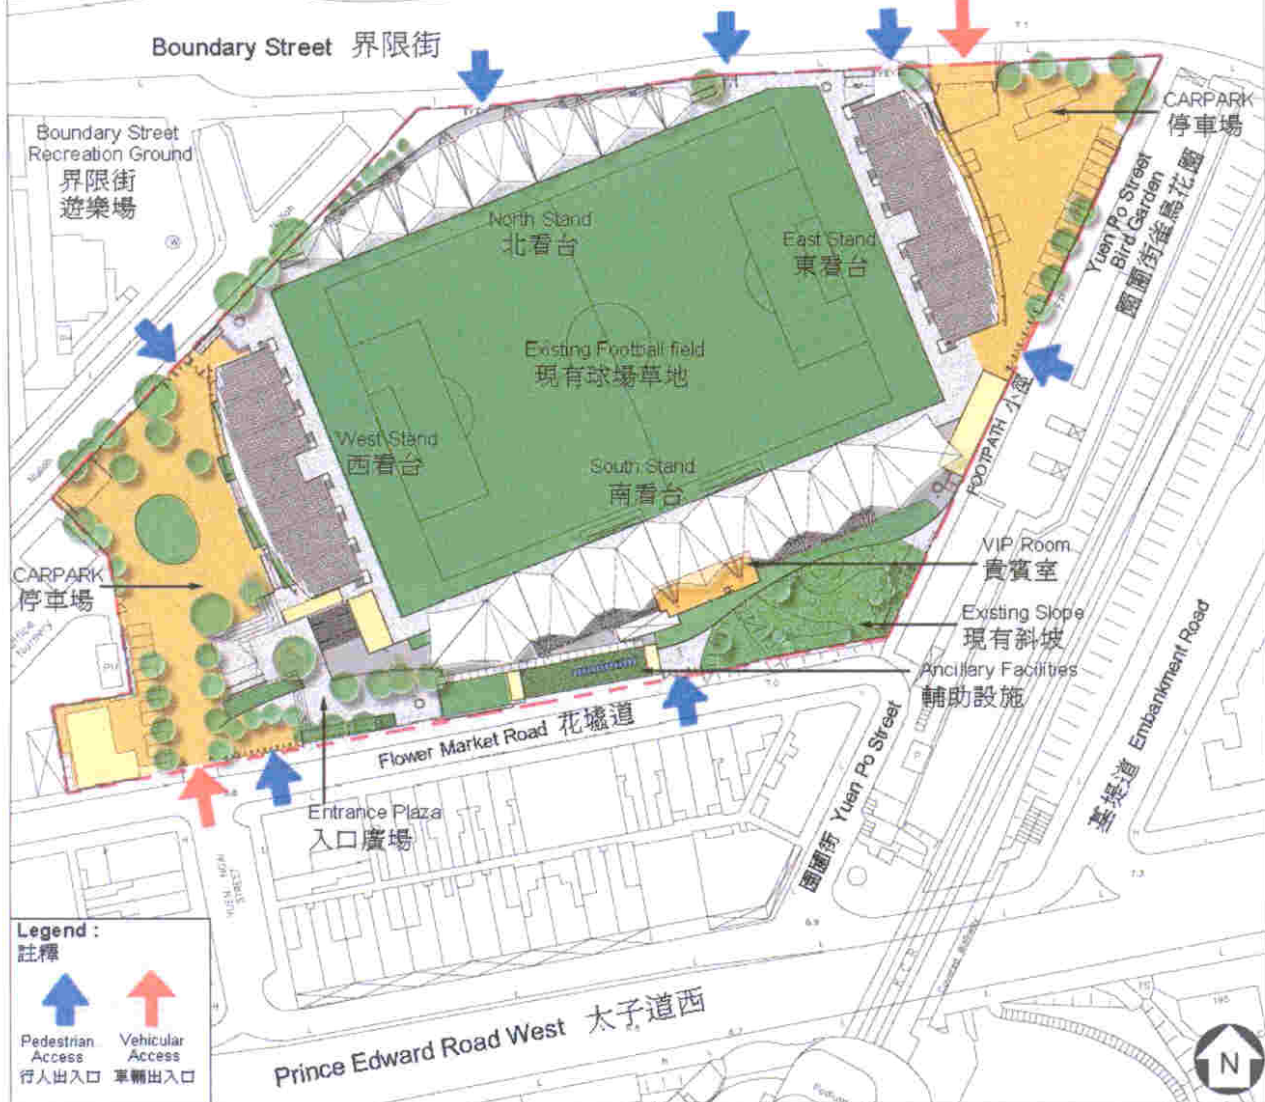 Boundary Street 界限街
Boundary Street
Recreation Ground
界限街
遊樂場
CARPARK
停車場
Yuen Po Street
Bird Garden
園圃街雀鳥花園
North Stand
北看台
East Stand
東看台
Existing Football field
現有球場草地
West Stand
西看台
South Stand
南看台
FOOTPATH 小徑
CARPARK
停車場
VIP Room
貴賓室
Existing Slope
現有斜坡
Ancillary Facilities
輔助設施
Flower Market Road 花墟道
Entrance Plaza
入口廣場
園圃街 Yuen Po Street
基堤道 Embankment Road
Prince Edward Road West 太子道西
Legend :
註釋
Pedestrian
Access
行人出入口
Vehicular
Access
車輛出入口
N